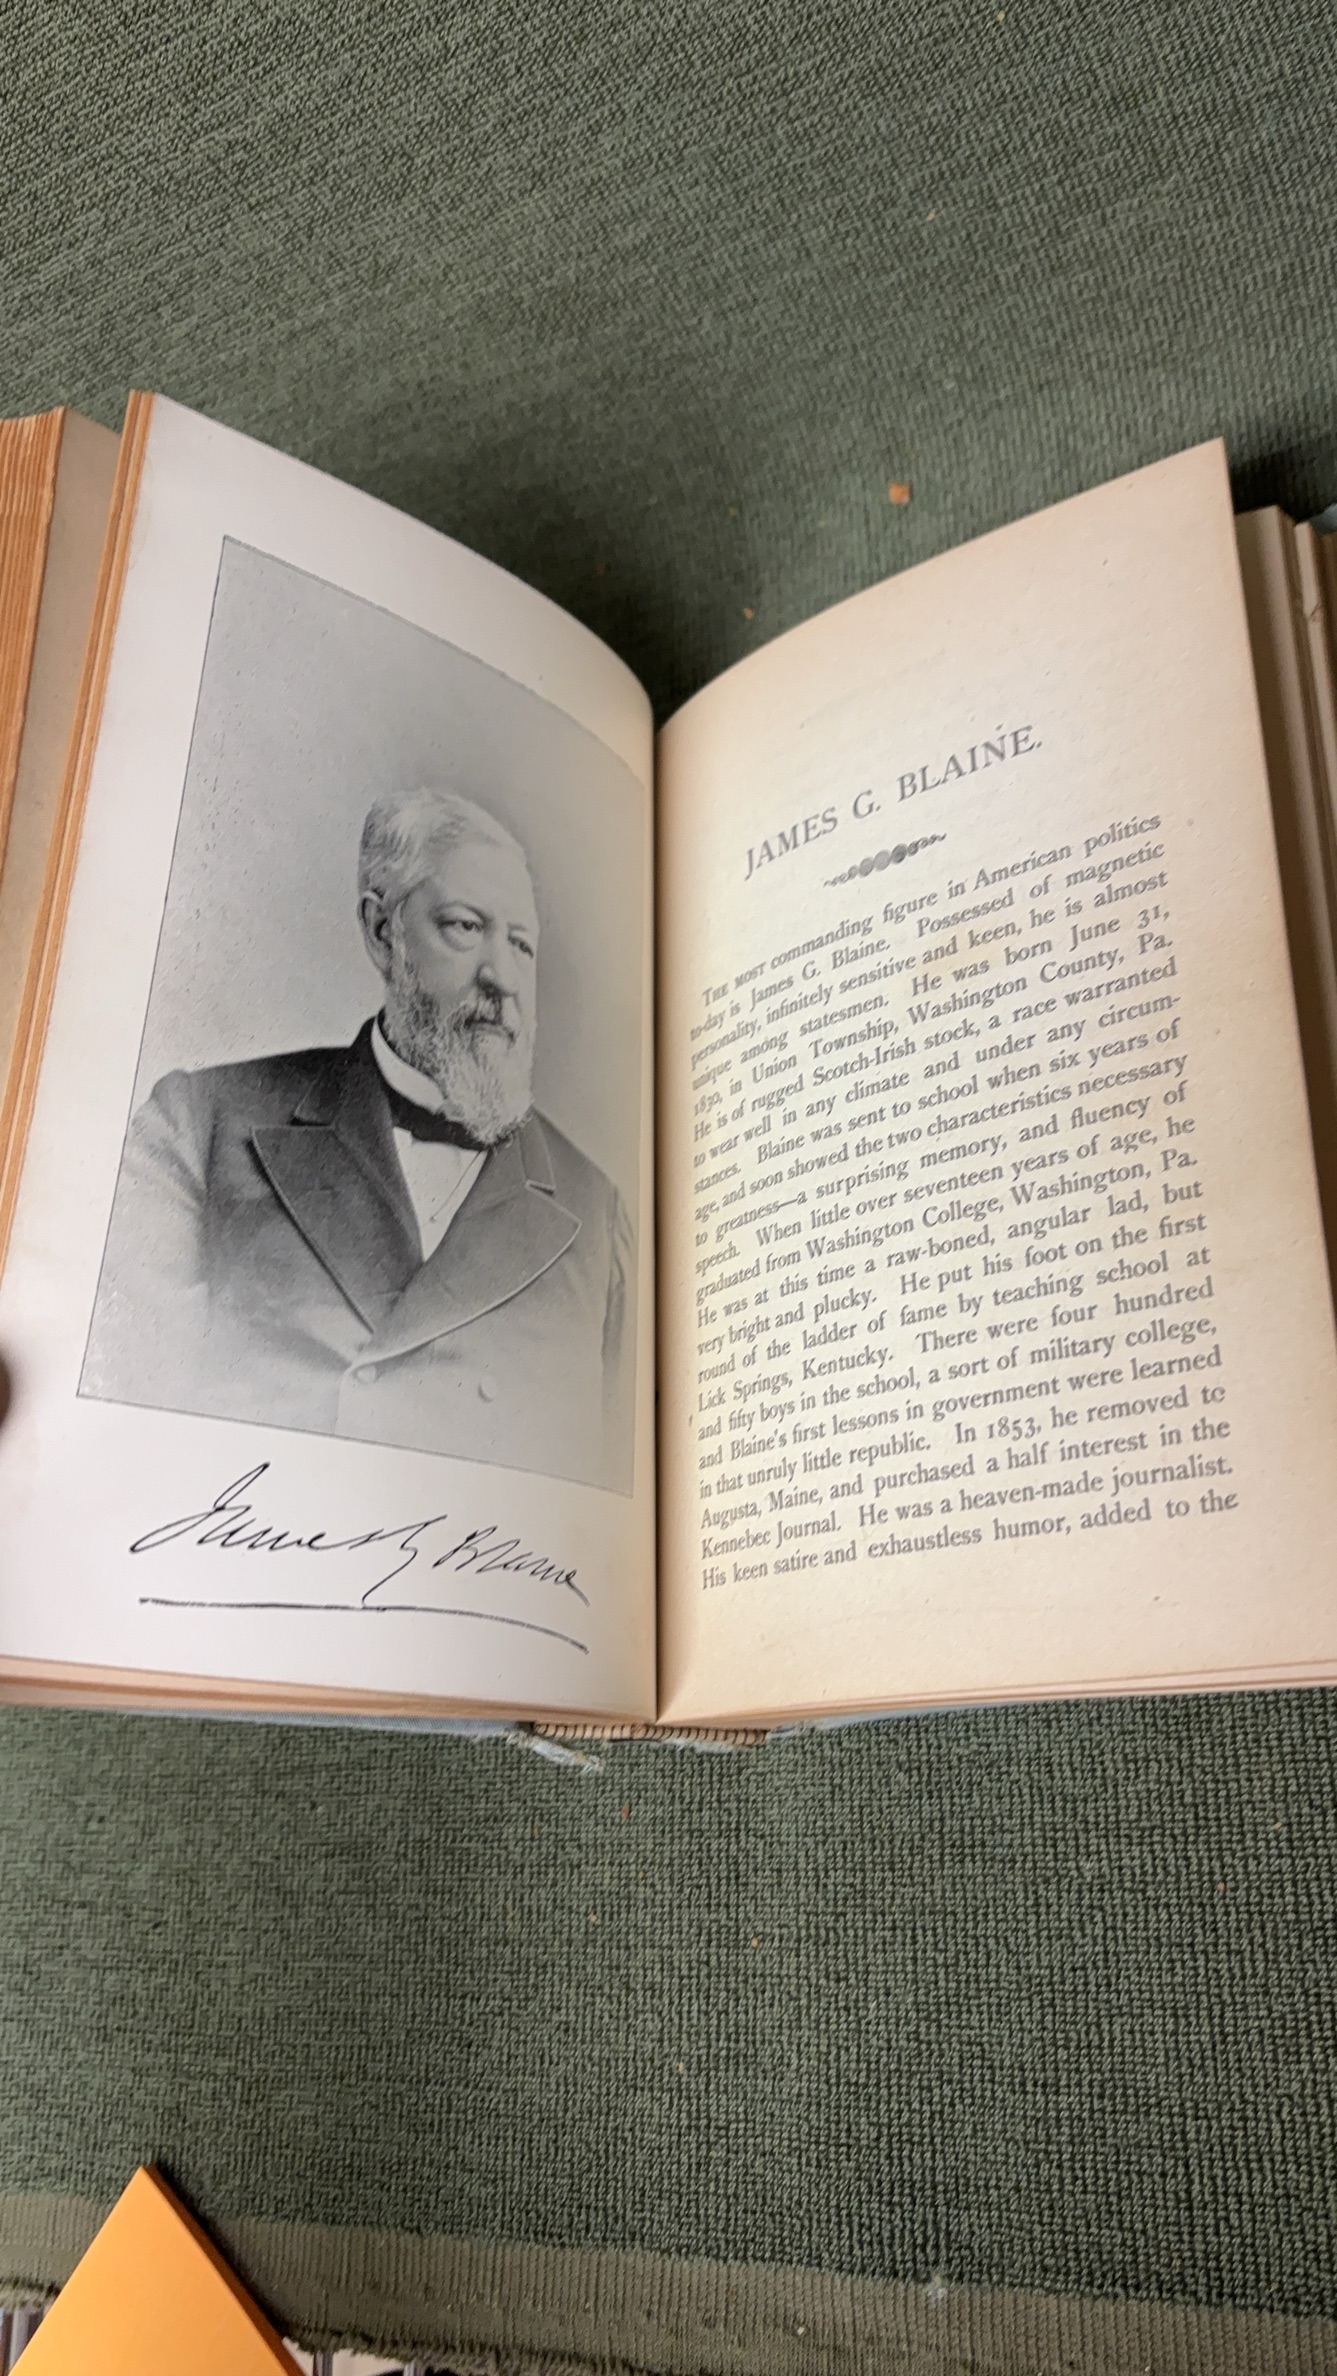 James G Blaine
JAMES G. BLAINE.
THE MOST commanding figure in American politics
to-day is James G. Blaine. Possessed of magnetic
personality, infinitely sensitive and keen, he is almost
unique among statesmen. He was born June 31,
1830, in Union Township, Washington County, Pa.
He is of rugged Scotch-Irish stock, a race warranted
to wear well in any climate and under any circum-
stances. Blaine was sent to school when six years of
age, and soon showed the two characteristics necessary
to greatness—a surprising memory, and fluency of
speech. When little over seventeen years of age, he
graduated from Washington College, Washington, Pa.
He was at this time a raw-boned, angular lad, but
very bright and plucky. He put his foot on the first
round of the ladder of fame by teaching school at
Lick Springs, Kentucky. There were four hundred
and fifty boys in the school, a sort of military college,
and Blaine's first lessons in government were learned
in that unruly little republic. In 1853, he removed to
Augusta, Maine, and purchased a half interest in the
Kennebec Journal. He was a heaven-made journalist.
His keen satire and exhaustless humor, added to the